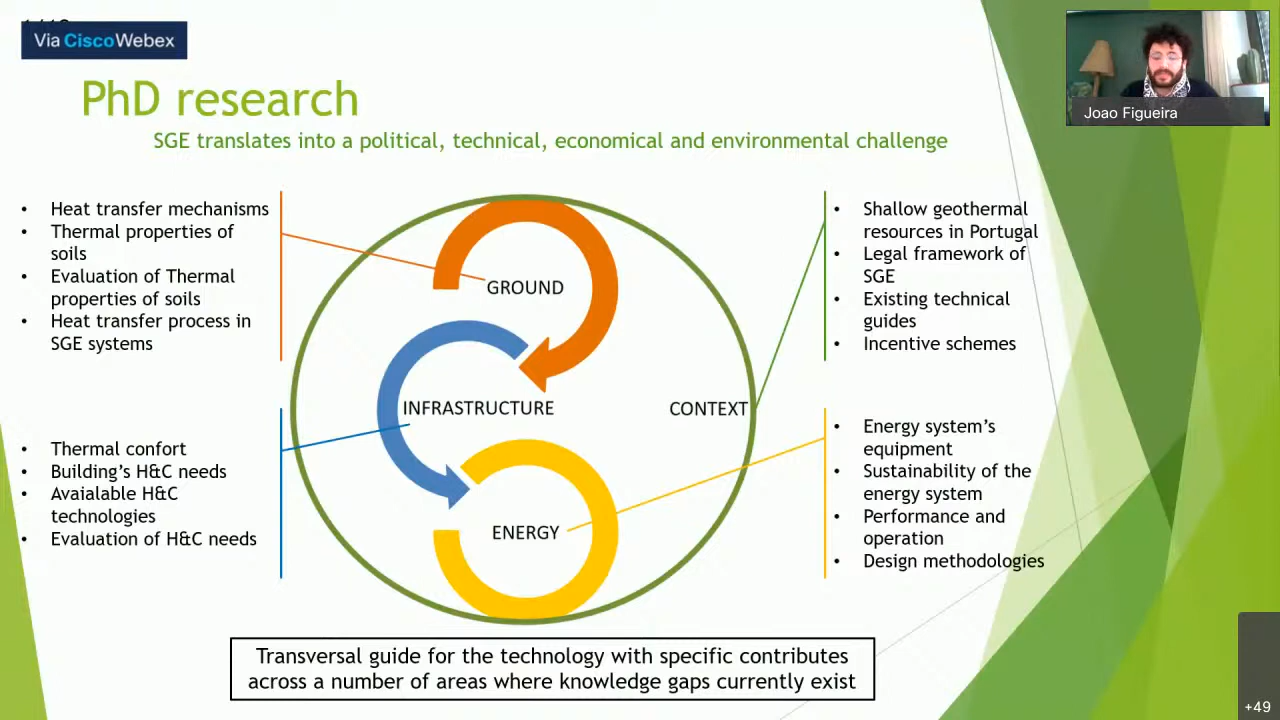 Via Cisco Webex
PhD research
SGE translates into a political, technical, economical and environmental challenge
Joao Figueira
• Heat transfer mechanisms
• Thermal properties of
soils
• Evaluation of Thermal
properties of soils
• Heat transfer process in
SGE systems
• Thermal confort
• Building’s H&C needs
• Avaialable H&C
technologies
• Evaluation of H&C needs
GROUND
INFRASTRUCTURE
ENERGY
CONTEXT
• Shallow geothermal
resources in Portugal
• Legal framework of
SGE
• Existing technical
guides
• Incentive schemes
• Energy system’s
equipment
• Sustainability of the
energy system
• Performance and
operation
• Design methodologies
Transversal guide for the technology with specific contributes
across a number of areas where knowledge gaps currently exist
+49